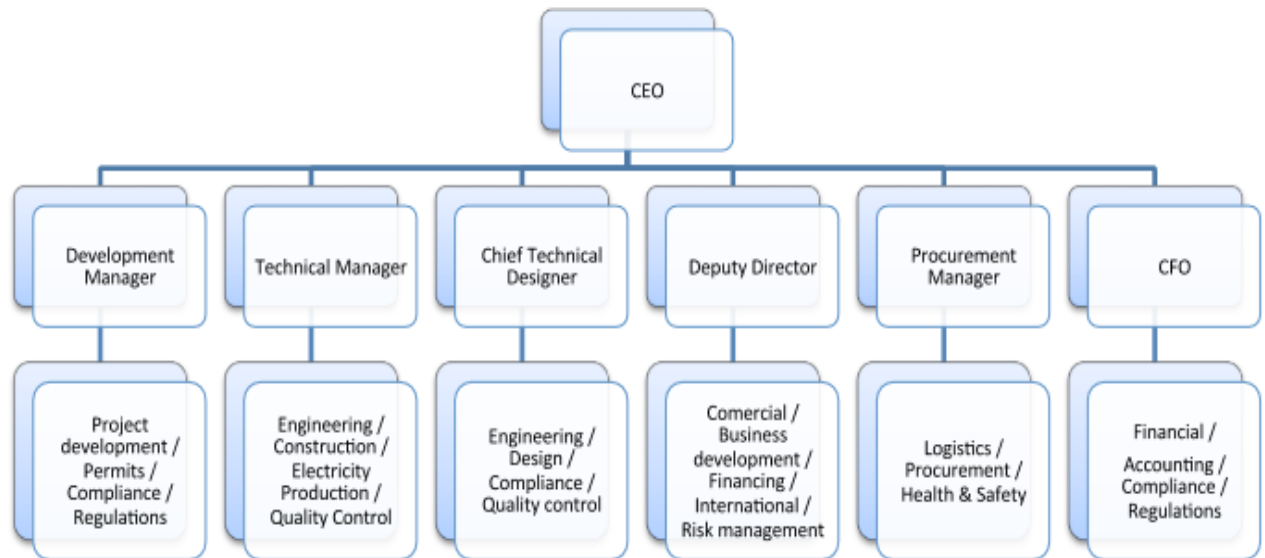 CEO
Development
Manager
Technical Manager
Chief Technical
Designer
Deputy Director
Procurement
Manager
CFO
Project
development /
Permits /
Compliance /
Regulations
Engineering /
Construction /
Electricity
Production /
Quality Control
Engineering /
Design /
Compliance /
Quality control
Comercial /
Business
development /
Financing /
International /
Risk management
Logistics /
Procurement /
Health & Safety
Financial /
Accounting /
Compliance /
Regulations